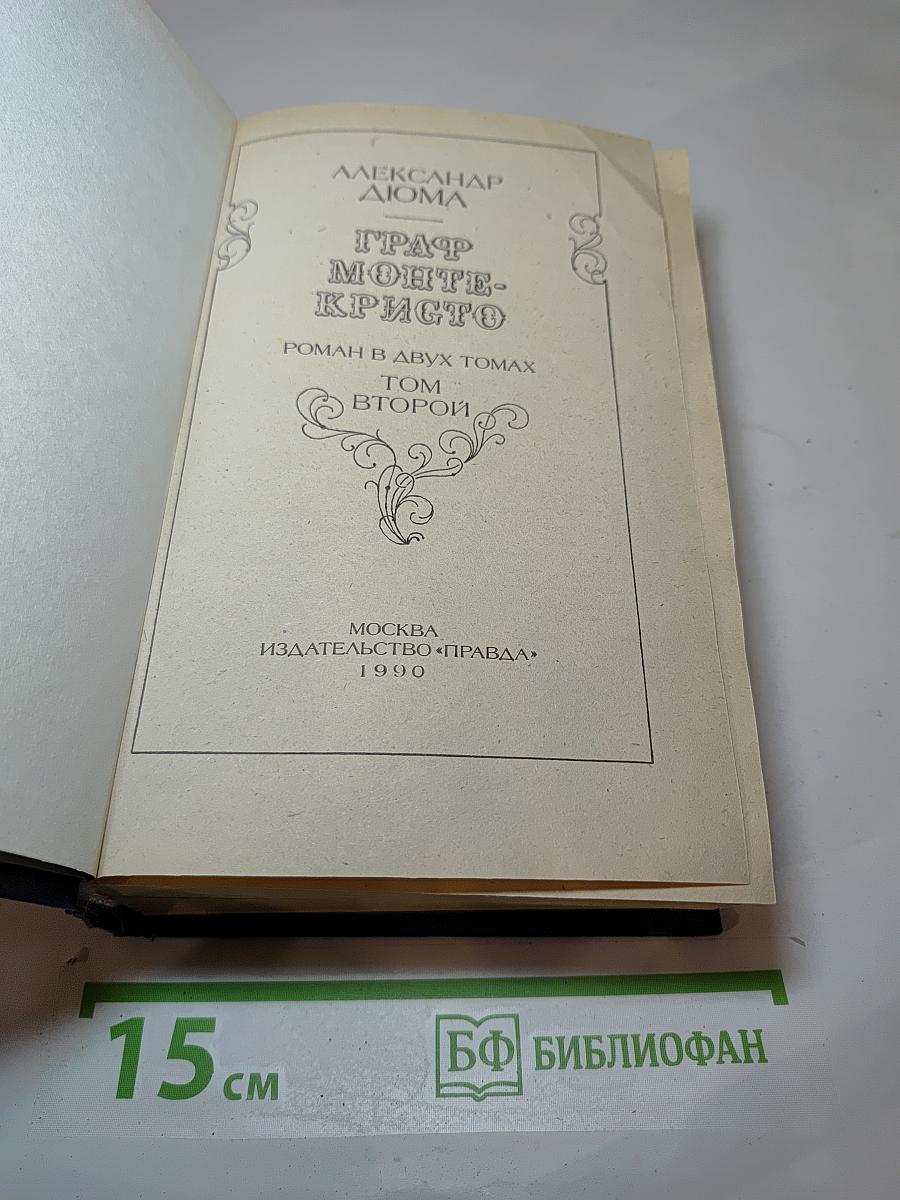 АЛЕКСАНДР
ДЮМА
ГРАФ
МОНТЕ-
КРИСТО
РОМАН В ДВУХ ТОМАХ
ТОМ
ВТОРОЙ
МОСКВА
ИЗДАТЕЛЬСТВО «ПРАВДА»
1990
15 см
БФ БИБЛИОФАН